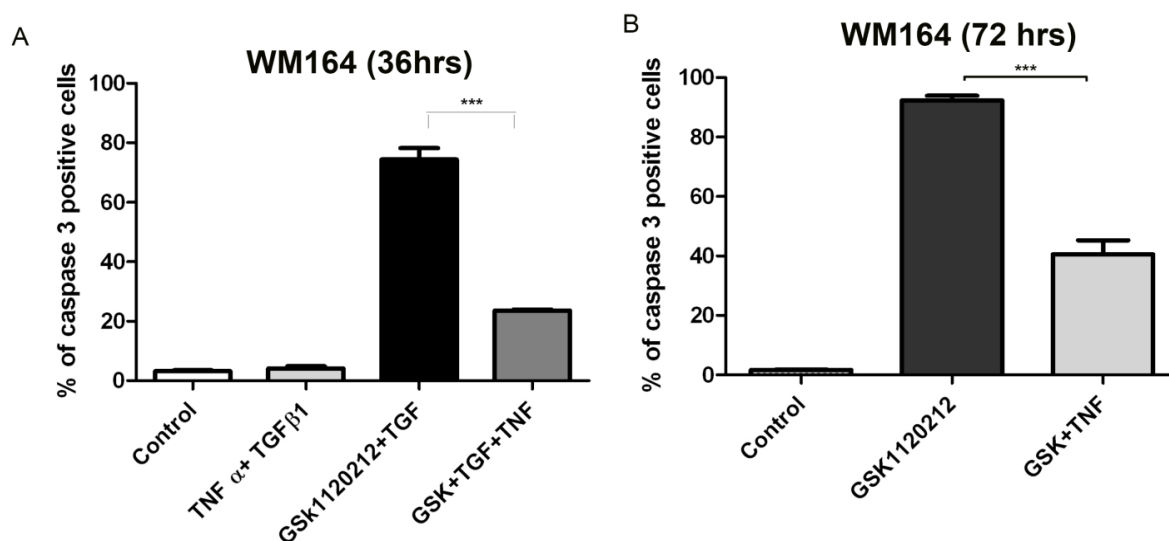 A
WM164 (36hrs)
% of caspase 3 positive cells
100
80
60
40
20
0
***
Control
TNF α+ TGFβ1
GSk1120212+TGF
GSK+TGF+TNF
B
WM164 (72 hrs)
% of caspase 3 positive cells
100
80
60
40
20
0
***
Control
GSK1120212
GSK+TNF